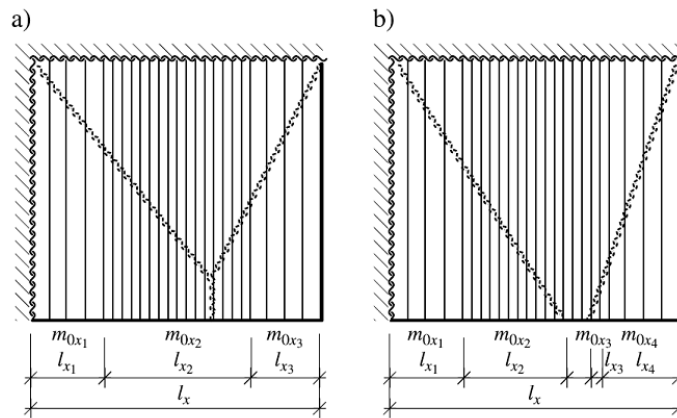 a)
b)
m0x1 m0x2 m0x3
lx1 lx2 lx3
lx
m0x1 m0x2 m0x3 m0x4
lx1 lx2 lx3 lx4
lx